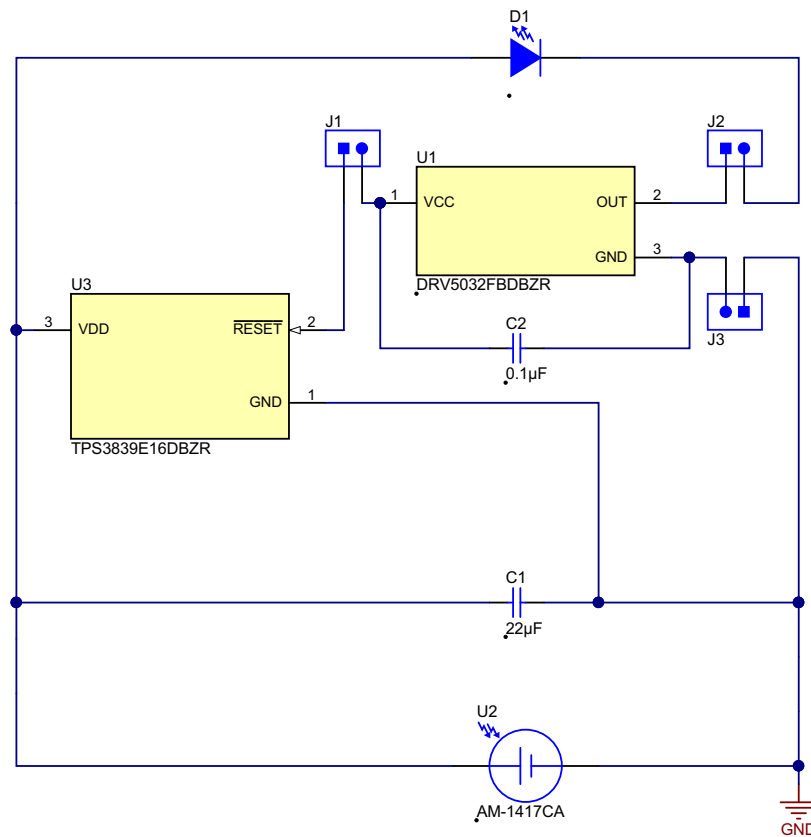 D1
J1
J2
U1
1
VCC
OUT
2
GND
3
DRV5032FBDBZR
U3
3
VDD
RESET
2
C2
0.1µF
J3
GND
1
TPS3839E16DBZR
C1
22µF
U2
AM-1417CA
GND